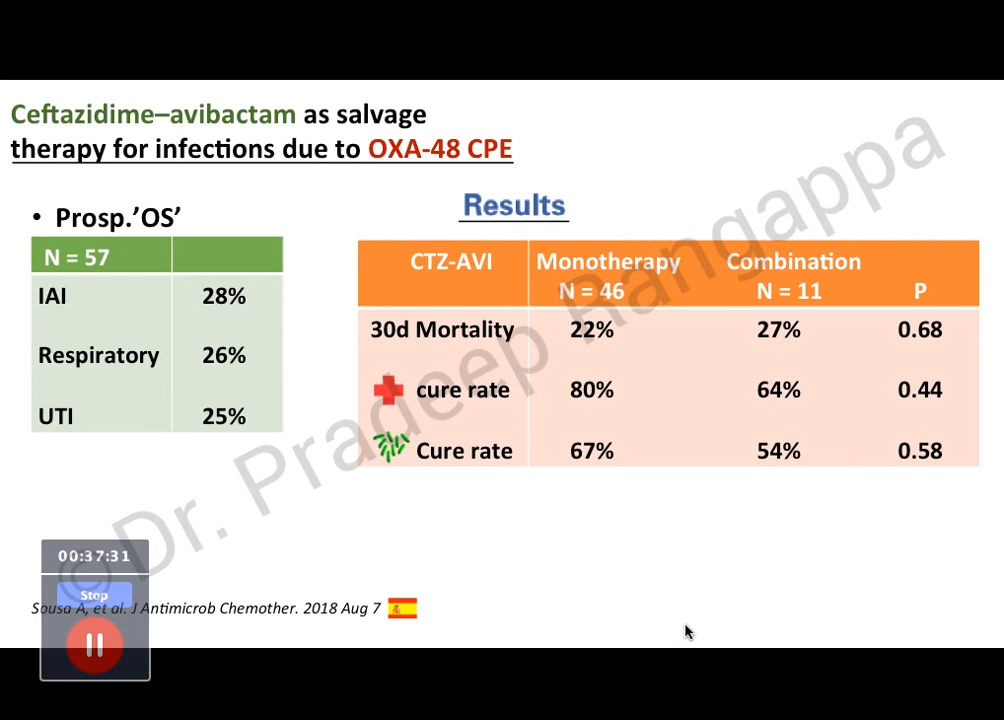 Ceftazidime–avibactam as salvage
therapy for infections due to OXA-48 CPE
• Prosp.’OS’
N = 57
IAI 28%
Respiratory 26%
UTI 25%
Results
CTZ-AVI Monotherapy Combination
N = 46 N = 11 P
30d Mortality 22% 27% 0.68
cure rate 80% 64% 0.44
Cure rate 67% 54% 0.58
© Dr. Pradeep Rangappa
00:37:31
Stop
Sousa A, et al. J Antimicrob Chemother. 2018 Aug 7